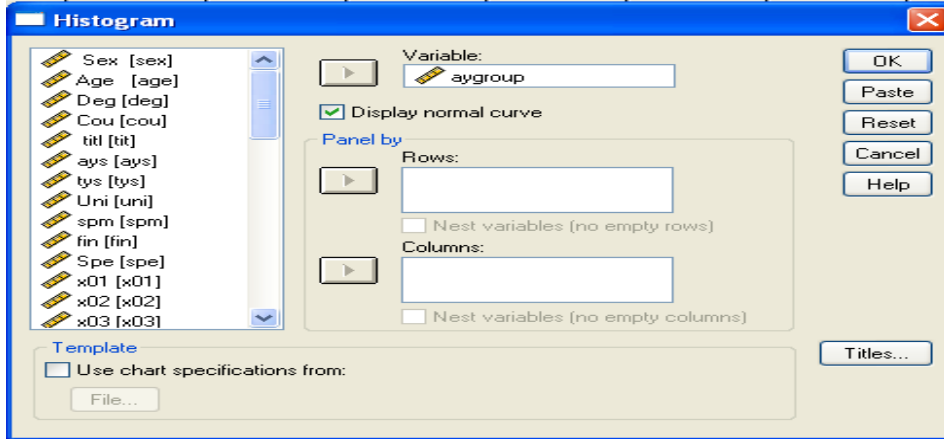 Histogram
Sex [sex]
Age [age]
Deg [deg]
Cou [cou]
titl [tit]
ays [ays]
tys [tys]
Uni [uni]
spm [spm]
fin [fin]
Spe [spe]
x01 [x01]
x02 [x02]
x03 [x03]
Variable:
aygroup
Display normal curve
Panel by
Rows:
Nest variables (no empty rows)
Columns:
Nest variables (no empty columns)
OK
Paste
Reset
Cancel
Help
Template
Use chart specifications from:
File...
Titles...